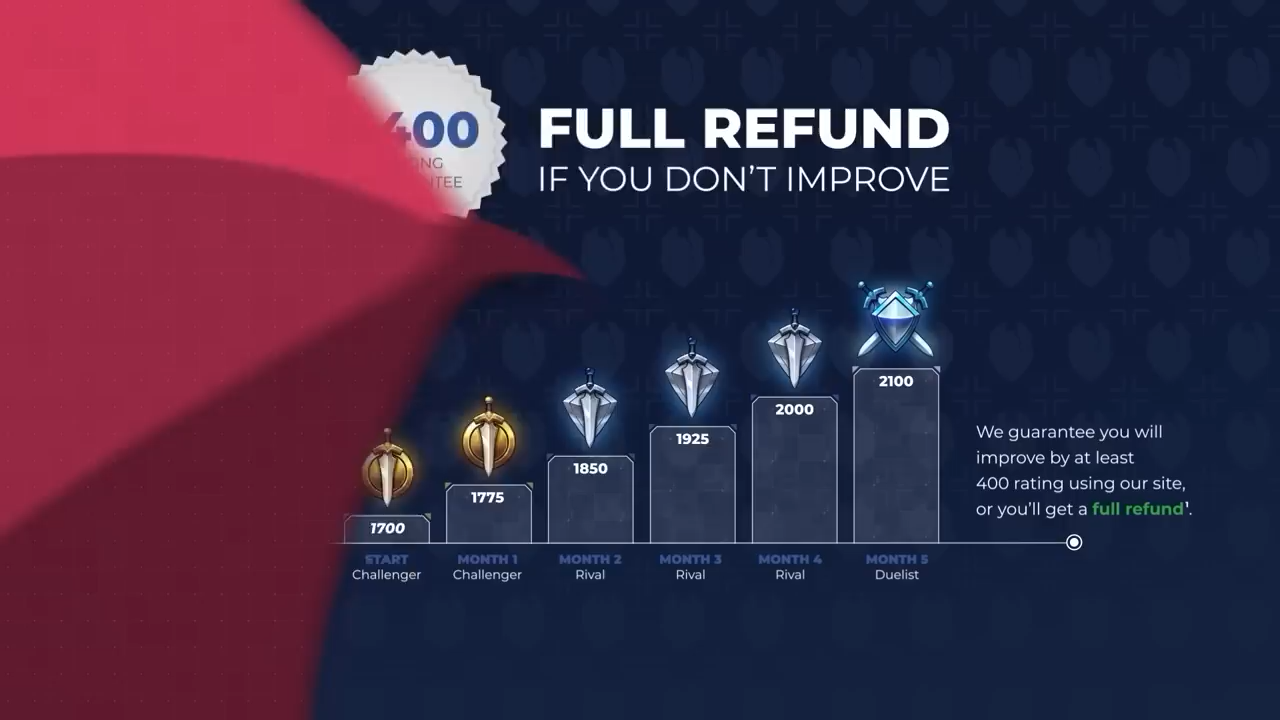 400
FULL REFUND
IF YOU DON'T IMPROVE
2100
2000
1925
1850
1775
1700
We guarantee you will
improve by at least
400 rating using our site,
or you'll get a full refund¹.
START MONTH 1 MONTH 2 MONTH 3 MONTH 4 MONTH 5
Challenger Challenger Rival Rival Rival Duelist